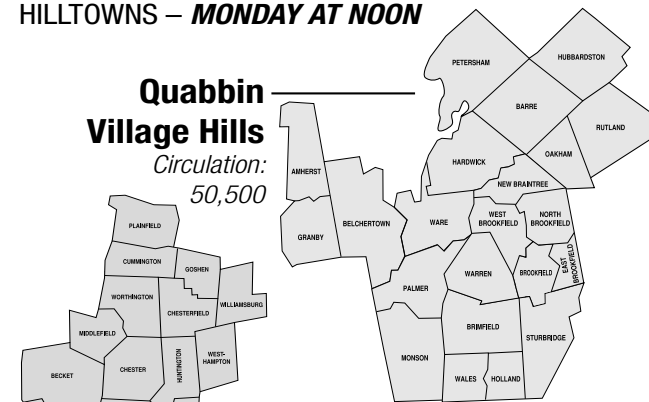 HILLTOWNS – MONDAY AT NOON
Quabbin
Village Hills
Circulation:
50,500
PETERSHAM
HUBBARDSTON
BARRE
RUTLAND
HARDWICK
OAKHAM
NEW BRAINTREE
AMHERST
GRANBY
BELCHERTOWN
WARE
WEST
BROOKFIELD
NORTH
BROOKFIELD
PALMER
WARREN
BROOKFIELD
EAST
BROOKFIELD
BRIMFIELD
STURBRIDGE
MONSON
WALES
HOLLAND
PLAINFIELD
CUMMINGTON
GOSHEN
WORTHINGTON
CHESTERFIELD
WILLIAMSBURG
MIDDLEFIELD
BECKET
CHESTER
HUNTINGTON
WEST-
HAMPTON